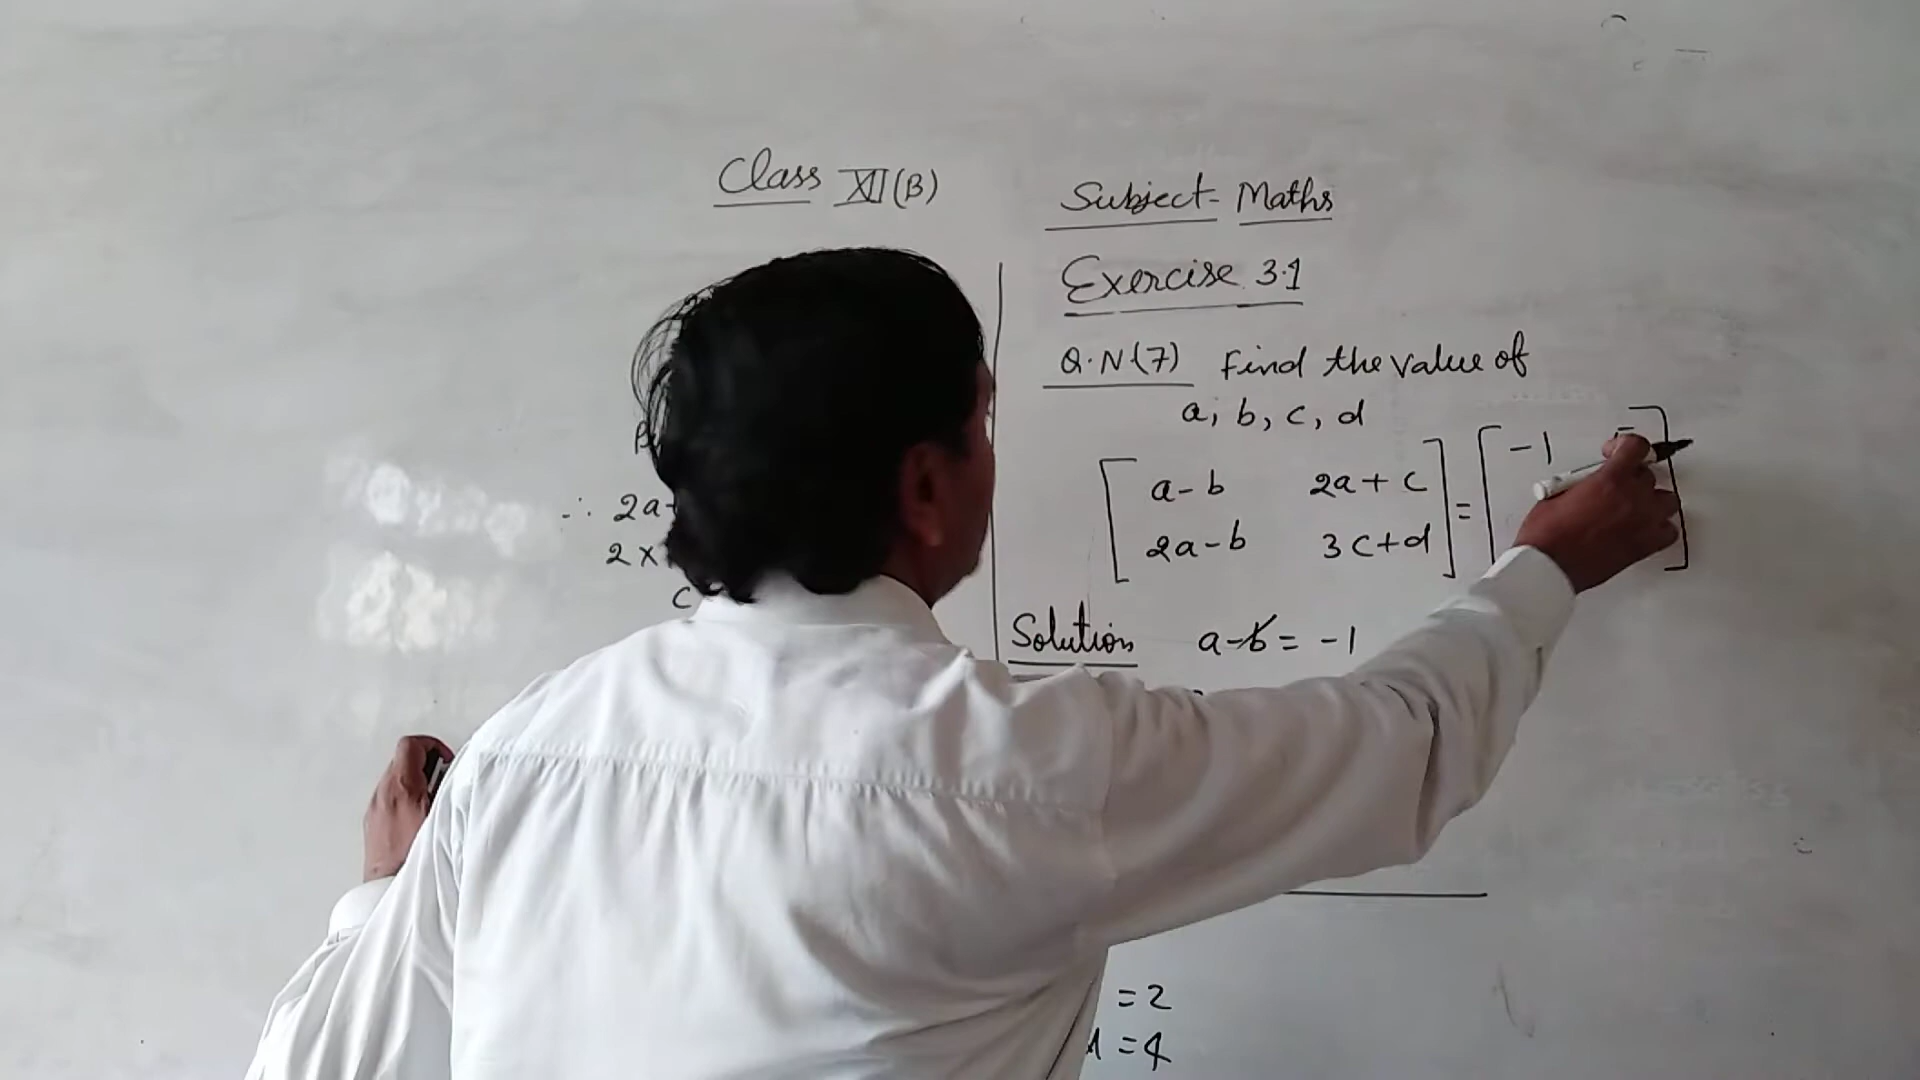 Class XII(B)
∴ 2a+
2 ×
c
Subject- Maths
Exercise 3.1
Q.N(7) Find the value of
a, b, c, d
[ a-b 2a+c ] = [ -1
2a-b 3c+d
Solution a-b = -1
=2
d =4